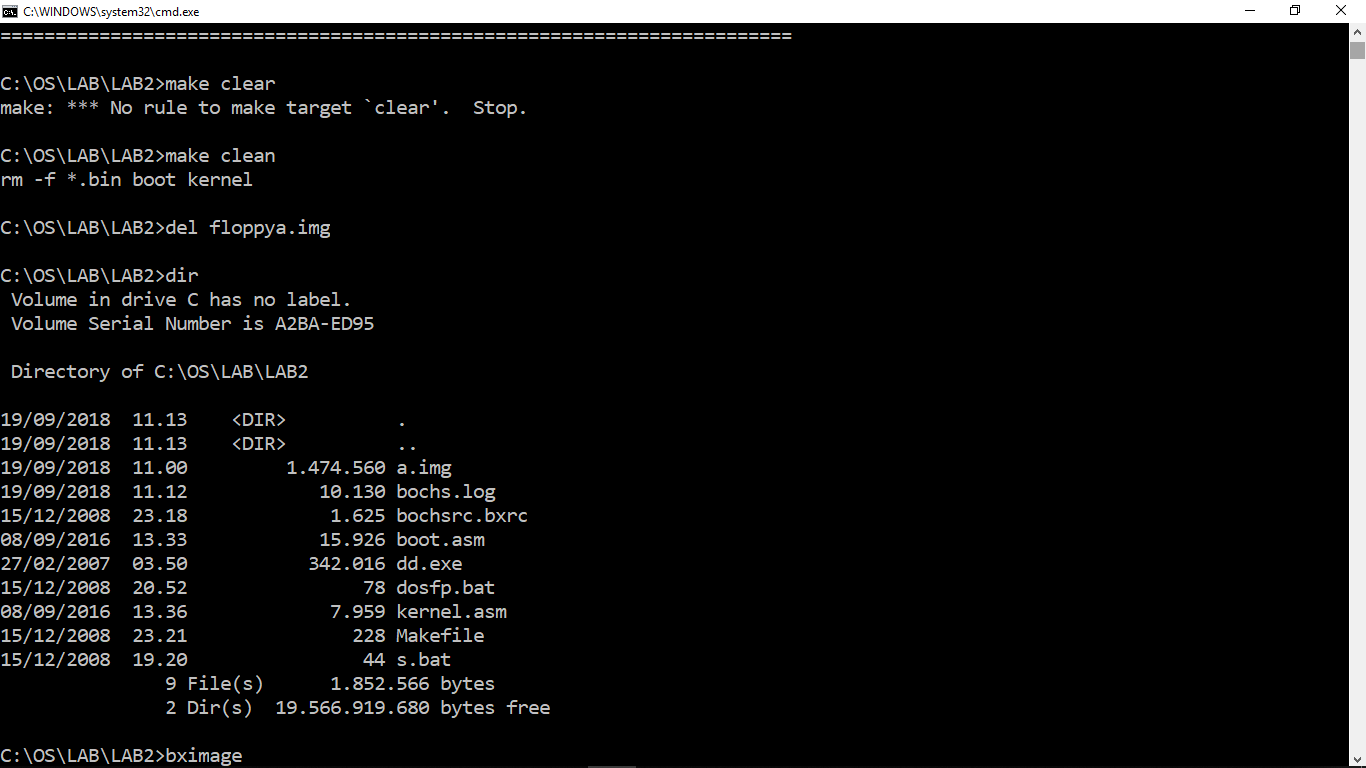 C:\WINDOWS\system32\cmd.exe
========================================================================
C:\OS\LAB\LAB2>make clear
make: *** No rule to make target `clear'.  Stop.
C:\OS\LAB\LAB2>make clean
rm -f *.bin boot kernel
C:\OS\LAB\LAB2>del floppya.img
C:\OS\LAB\LAB2>dir
 Volume in drive C has no label.
 Volume Serial Number is A2BA-ED95
 Directory of C:\OS\LAB\LAB2
19/09/2018  11.13    <DIR>          .
19/09/2018  11.13    <DIR>          ..
19/09/2018  11.00         1.474.560 a.img
19/09/2018  11.12            10.130 bochs.log
15/12/2008  23.18             1.625 bochsrc.bxrc
08/09/2016  13.33            15.926 boot.asm
27/02/2007  03.50           342.016 dd.exe
15/12/2008  20.52                78 dosfp.bat
08/09/2016  13.36             7.959 kernel.asm
15/12/2008  23.21               228 Makefile
15/12/2008  19.20                44 s.bat
               9 File(s)      1.852.566 bytes
               2 Dir(s)  19.566.919.680 bytes free
C:\OS\LAB\LAB2>bximage